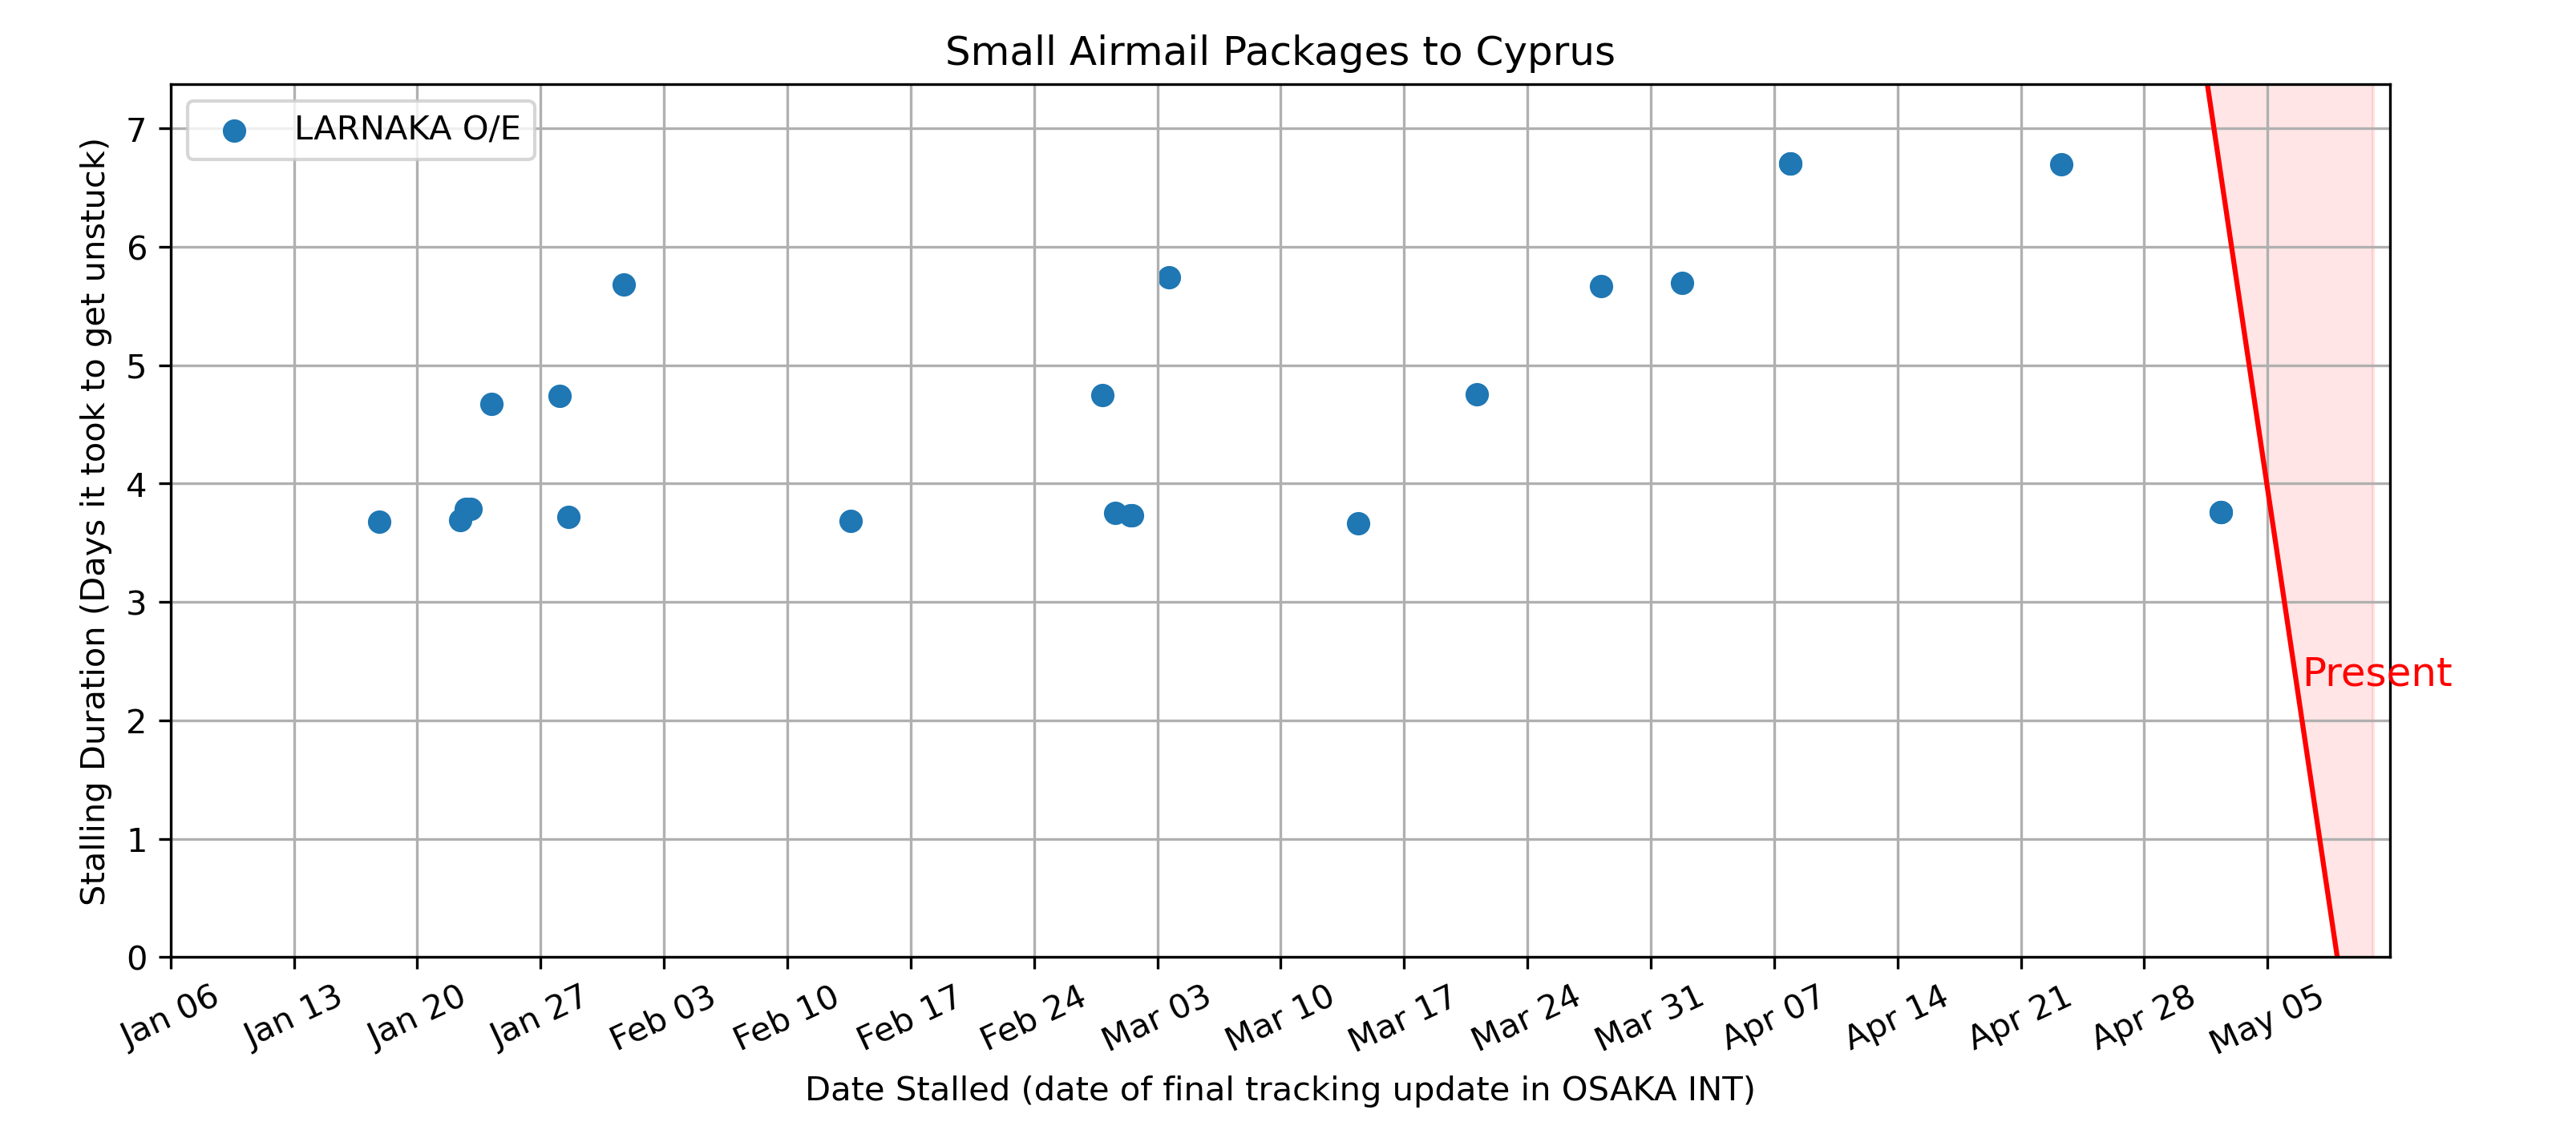 Small Airmail Packages to Cyprus
LARNAKA O/E
Stalling Duration (Days it took to get unstuck)
7
6
5
4
3
2
1
0
Present
Jan 06 Jan 13 Jan 20 Jan 27 Feb 03 Feb 10 Feb 17 Feb 24 Mar 03 Mar 10 Mar 17 Mar 24 Mar 31 Apr 07 Apr 14 Apr 21 Apr 28 May 05
Date Stalled (date of final tracking update in OSAKA INT)